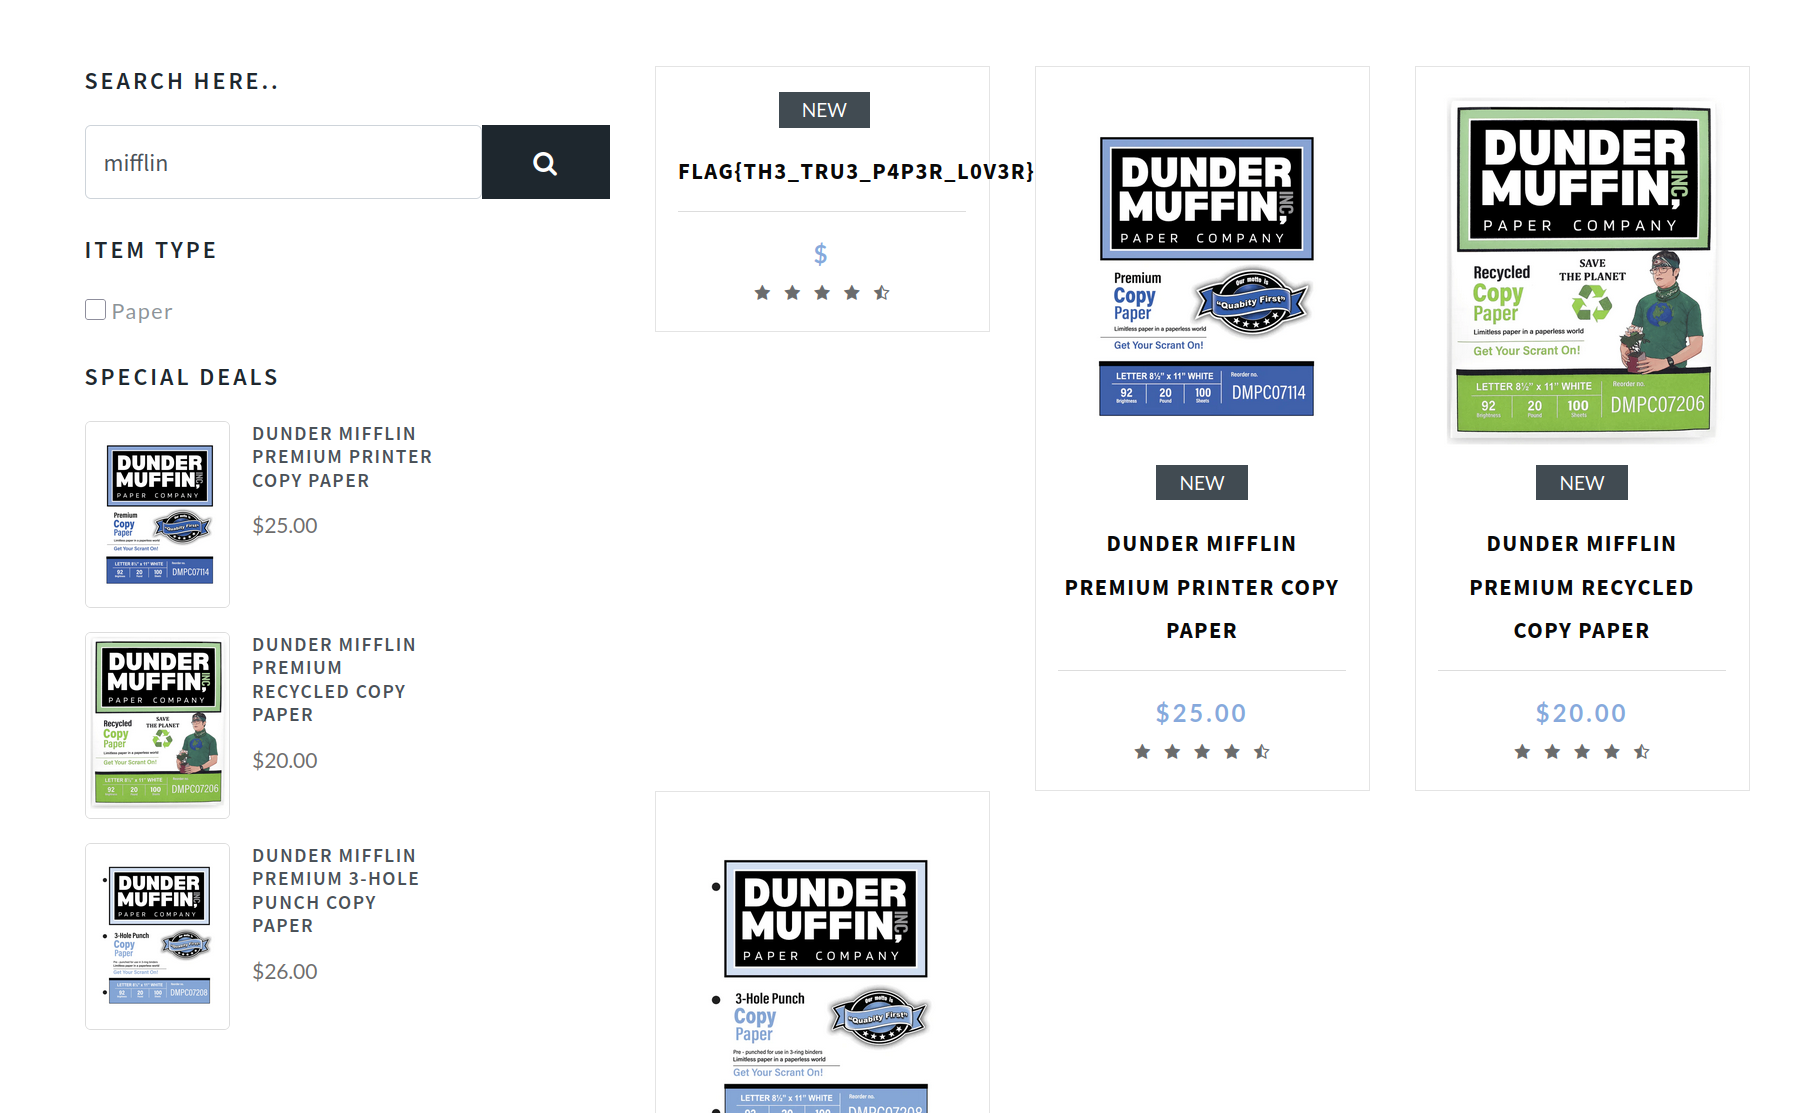 SEARCH HERE..
mifflin
ITEM TYPE
Paper
SPECIAL DEALS
DUNDER
MUFFIN, INC
PAPER COMPANY
Premium
Copy
Paper
"Quabity First"
Get Your Scrant On!
LETTER 8½" x 11" WHITE
92
20
100
DMPC07114
DUNDER MIFFLIN
PREMIUM PRINTER
COPY PAPER
$25.00
DUNDER
MUFFIN, INC
PAPER COMPANY
Recycled
Copy
Paper
SAVE
THE PLANET
Limitless paper in a paperless world
Get Your Scrant On!
LETTER 8½" x 11" WHITE
92
20
100
DMPC07206
DUNDER MIFFLIN
PREMIUM
RECYCLED COPY
PAPER
$20.00
DUNDER
MUFFIN, INC
PAPER COMPANY
3-Hole Punch
Copy
Paper
"Quabity First"
Get Your Scrant On!
LETTER 8½" x 11" WHITE
92
20
100
DMPC07208
DUNDER MIFFLIN
PREMIUM 3-HOLE
PUNCH COPY
PAPER
$26.00
NEW
FLAG{TH3_TRU3_P4P3R_L0V3R}
$
DUNDER
MUFFIN, INC
PAPER COMPANY
Premium
Copy
Paper
Our motto is
"Quabity First"
Limitless paper in a paperless world
Get Your Scrant On!
LETTER 8½" x 11" WHITE
Reorder no.
92
20
100
Brightness
Pound
Sheets
DMPC07114
NEW
DUNDER MIFFLIN
PREMIUM PRINTER COPY
PAPER
$25.00
DUNDER
MUFFIN, INC
PAPER COMPANY
Recycled
Copy
Paper
SAVE
THE PLANET
Limitless paper in a paperless world
Get Your Scrant On!
LETTER 8½" x 11" WHITE
Reorder no.
92
20
100
Brightness
Pound
Sheets
DMPC07206
NEW
DUNDER MIFFLIN
PREMIUM RECYCLED
COPY PAPER
$20.00
DUNDER
MUFFIN, INC
PAPER COMPANY
3-Hole Punch
Copy
Paper
Our motto is
"Quabity First"
Pre - punched for use in 3-ring binders
Limitless paper in a paperless world
Get Your Scrant On!
LETTER 8½" x 11" WHITE
Reorder no.
92
20
100
DMPC07208